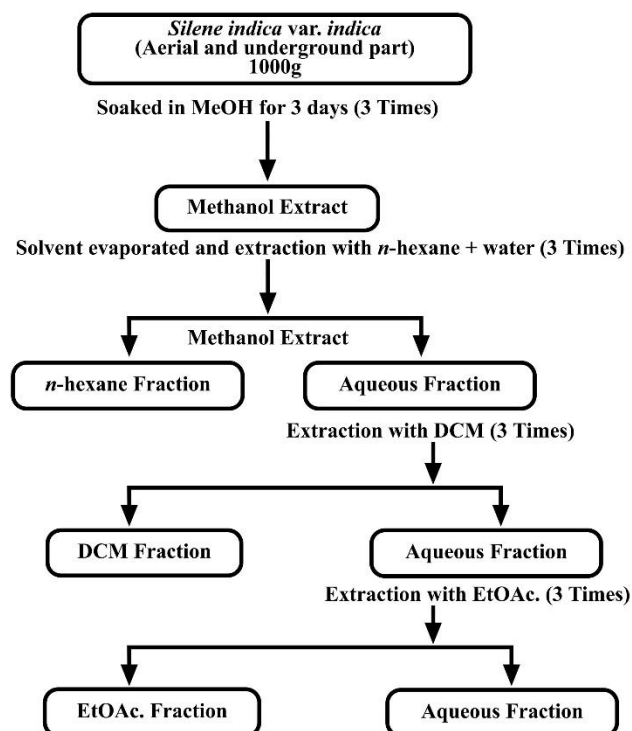 Silene indica var. indica
(Aerial and underground part)
1000g
Soaked in MeOH for 3 days (3 Times)
Methanol Extract
Solvent evaporated and extraction with n-hexane + water (3 Times)
Methanol Extract
n-hexane Fraction
Aqueous Fraction
Extraction with DCM (3 Times)
DCM Fraction
Aqueous Fraction
Extraction with EtOAc. (3 Times)
EtOAc. Fraction
Aqueous Fraction